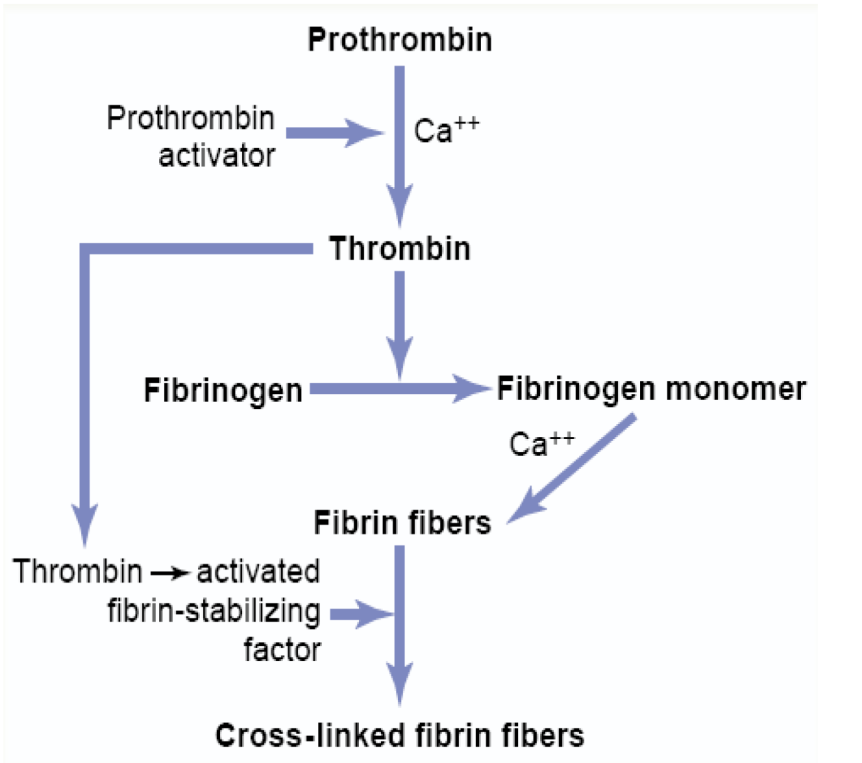 Prothrombin
Prothrombin
activator
Ca++
Thrombin
Fibrinogen
Fibrinogen monomer
Ca++
Fibrin fibers
Thrombin → activated
fibrin-stabilizing
factor
Cross-linked fibrin fibers